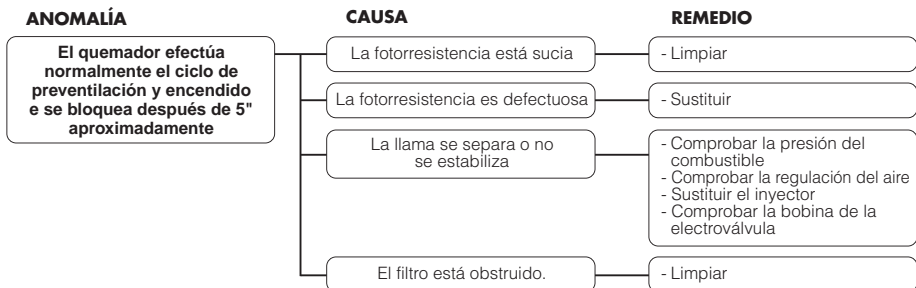 ANOMALÍA
CAUSA
REMEDIO
El quemador efectúa
normalmente el ciclo de
preventilación y encendido
e se bloquea después de 5"
aproximadamente
La fotorresistencia está sucia
- Limpiar
La fotorresistencia es defectuosa
- Sustituir
La llama se separa o no
se estabiliza
- Comprobar la presión del
combustible
- Comprobar la regulación del aire
- Sustituir el inyector
- Comprobar la bobina de la
electroválvula
El filtro está obstruido.
- Limpiar